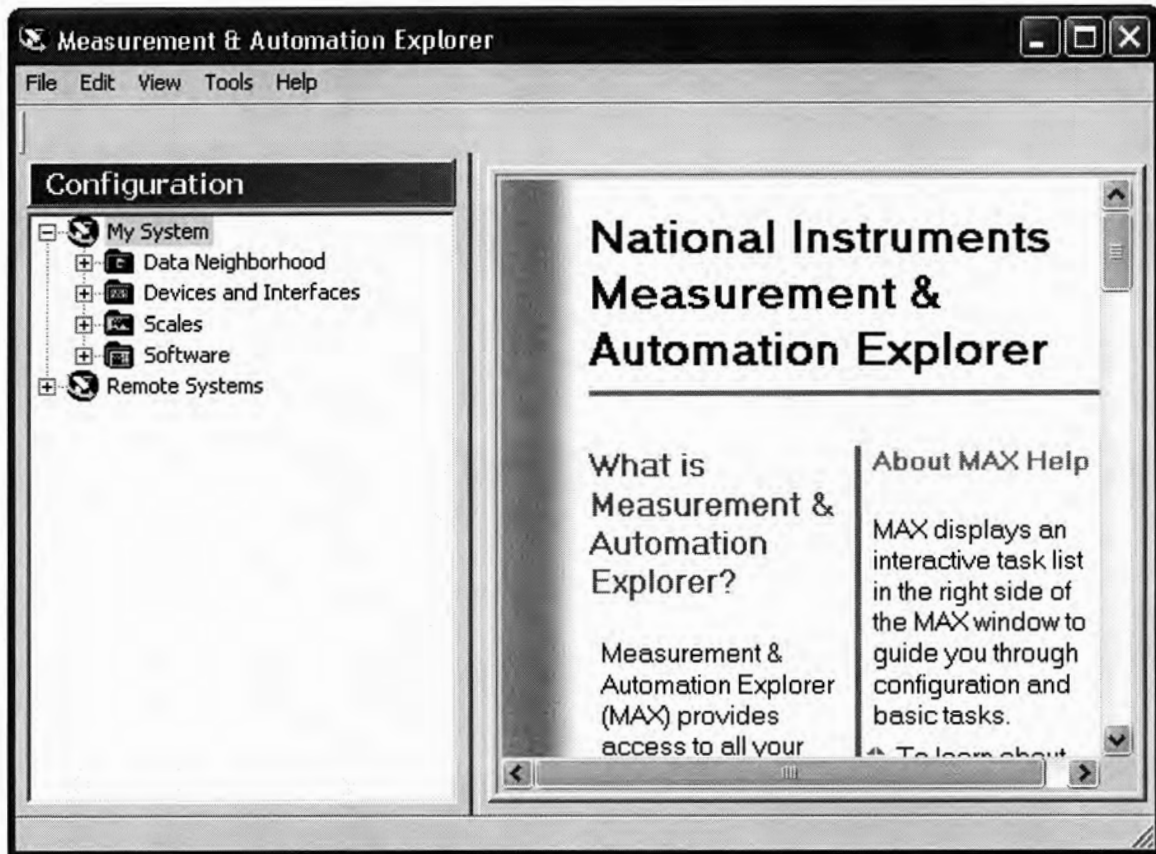 Measurement & Automation Explorer
File Edit View Tools Help
Configuration
My System
Data Neighborhood
Devices and Interfaces
Scales
Software
Remote Systems
National Instruments
Measurement &
Automation Explorer
What is
Measurement &
Automation
Explorer?
Measurement &
Automation Explorer
(MAX) provides
access to all your
About MAX Help
MAX displays an
interactive task list
in the right side of
the MAX window to
guide you through
configuration and
basic tasks.
To learn about